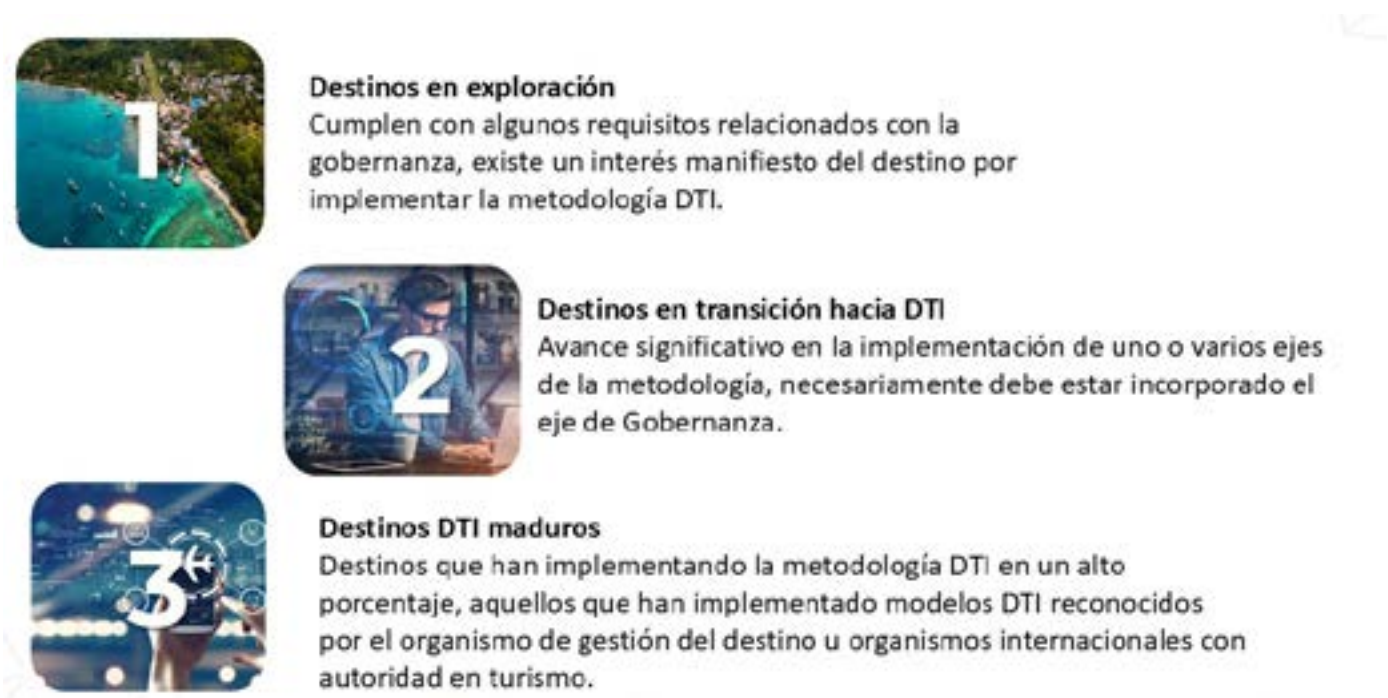 1
Destinos en exploración
Cumplen con algunos requisitos relacionados con la
gobernanza, existe un interés manifiesto del destino por
implementar la metodología DTI.
2
Destinos en transición hacia DTI
Avance significativo en la implementación de uno o varios ejes
de la metodología, necesariamente debe estar incorporado el
eje de Gobernanza.
3
Destinos DTI maduros
Destinos que han implementando la metodología DTI en un alto
porcentaje, aquellos que han implementado modelos DTI reconocidos
por el organismo de gestión del destino u organismos internacionales con
autoridad en turismo.